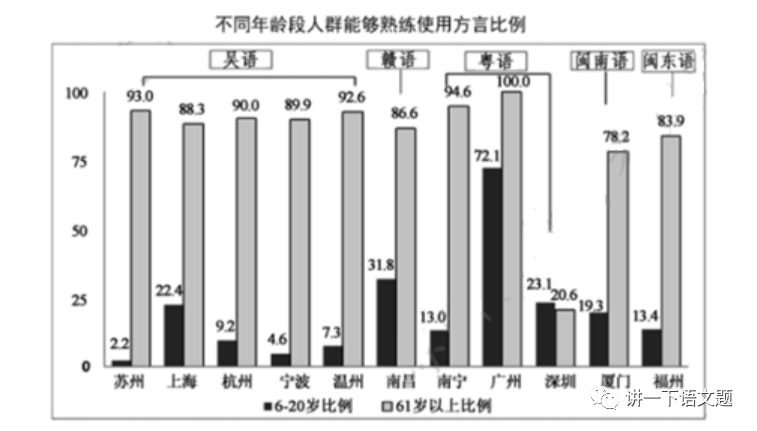 不同年龄段人群能够熟练使用方言比例
吴语 赣语 粤语 闽南语 闽东语
100
75
50
25
0
93.0 88.3 90.0 89.9 92.6 86.6 94.6 100.0 20.6 78.2 83.9
2.2 22.4 9.2 4.6 7.3 31.8 13.0 72.1 23.1 19.3 13.4
苏州 上海 杭州 宁波 温州 南昌 南宁 广州 深圳 厦门 福州
■6-20岁比例 ■61岁以上比例
讲一下语文题